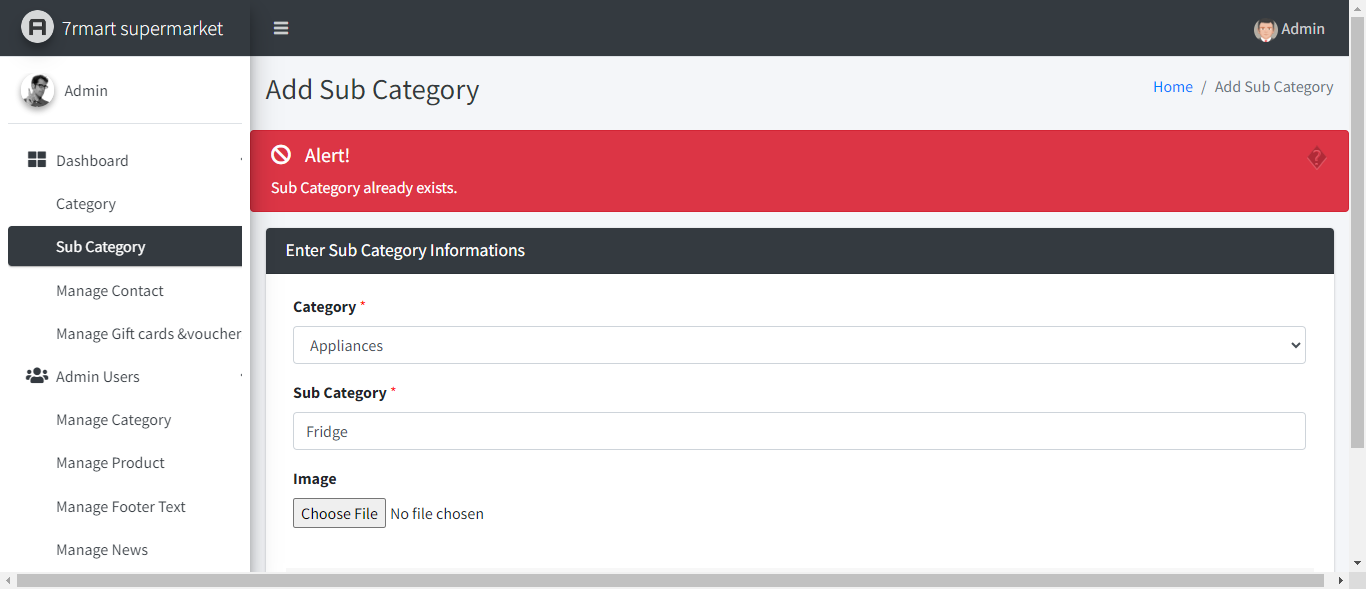 7rmart supermarket
Admin
Admin
Add Sub Category
Home / Add Sub Category
Dashboard
Category
Sub Category
Manage Contact
Manage Gift cards &voucher
Admin Users
Manage Category
Manage Product
Manage Footer Text
Manage News
Alert!
Sub Category already exists.
Enter Sub Category Informations
Category *
Appliances
Sub Category *
Fridge
Image
Choose File No file chosen